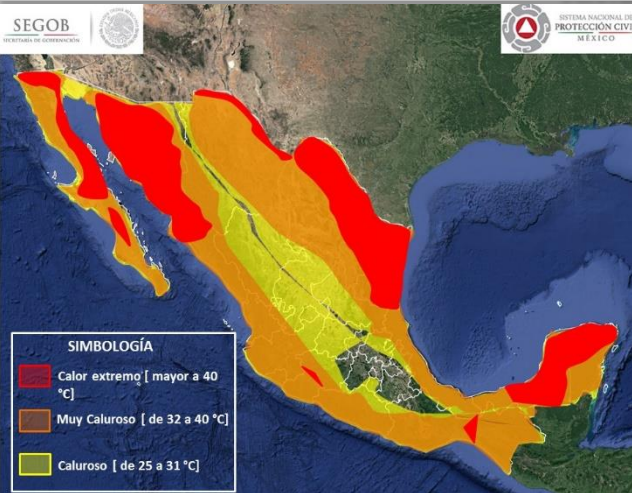 SEGOB
SECRETARÍA DE GOBERNACIÓN
SISTEMA NACIONAL DE
PROTECCIÓN CIVIL
MÉXICO
SIMBOLOGÍA
Calor extremo [ mayor a 40
°C]
Muy Caluroso [ de 32 a 40 °C]
Caluroso [ de 25 a 31 °C]